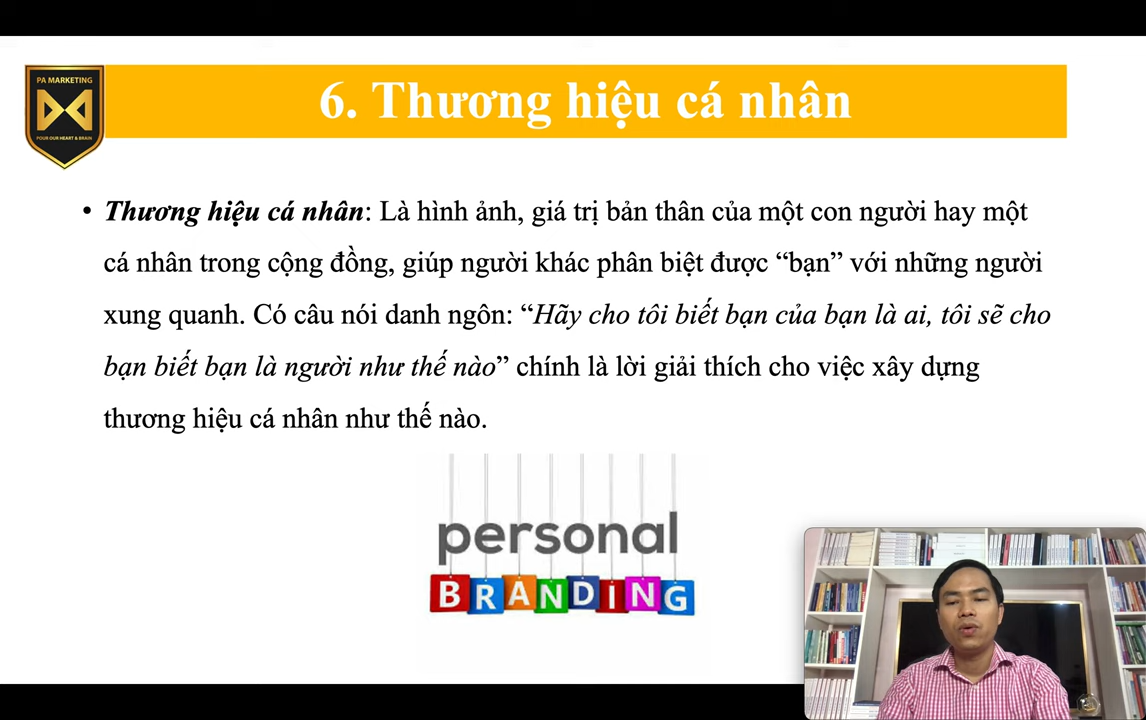 PA MARKETING
POUR OUR HEART & BRAIN
6. Thương hiệu cá nhân
• Thương hiệu cá nhân: Là hình ảnh, giá trị bản thân của một con người hay một
cá nhân trong cộng đồng, giúp người khác phân biệt được “bạn” với những người
xung quanh. Có câu nói danh ngôn: “Hãy cho tôi biết bạn của bạn là ai, tôi sẽ cho
bạn biết bạn là người như thế nào” chính là lời giải thích cho việc xây dựng
thương hiệu cá nhân như thế nào.
personal
BRANDING